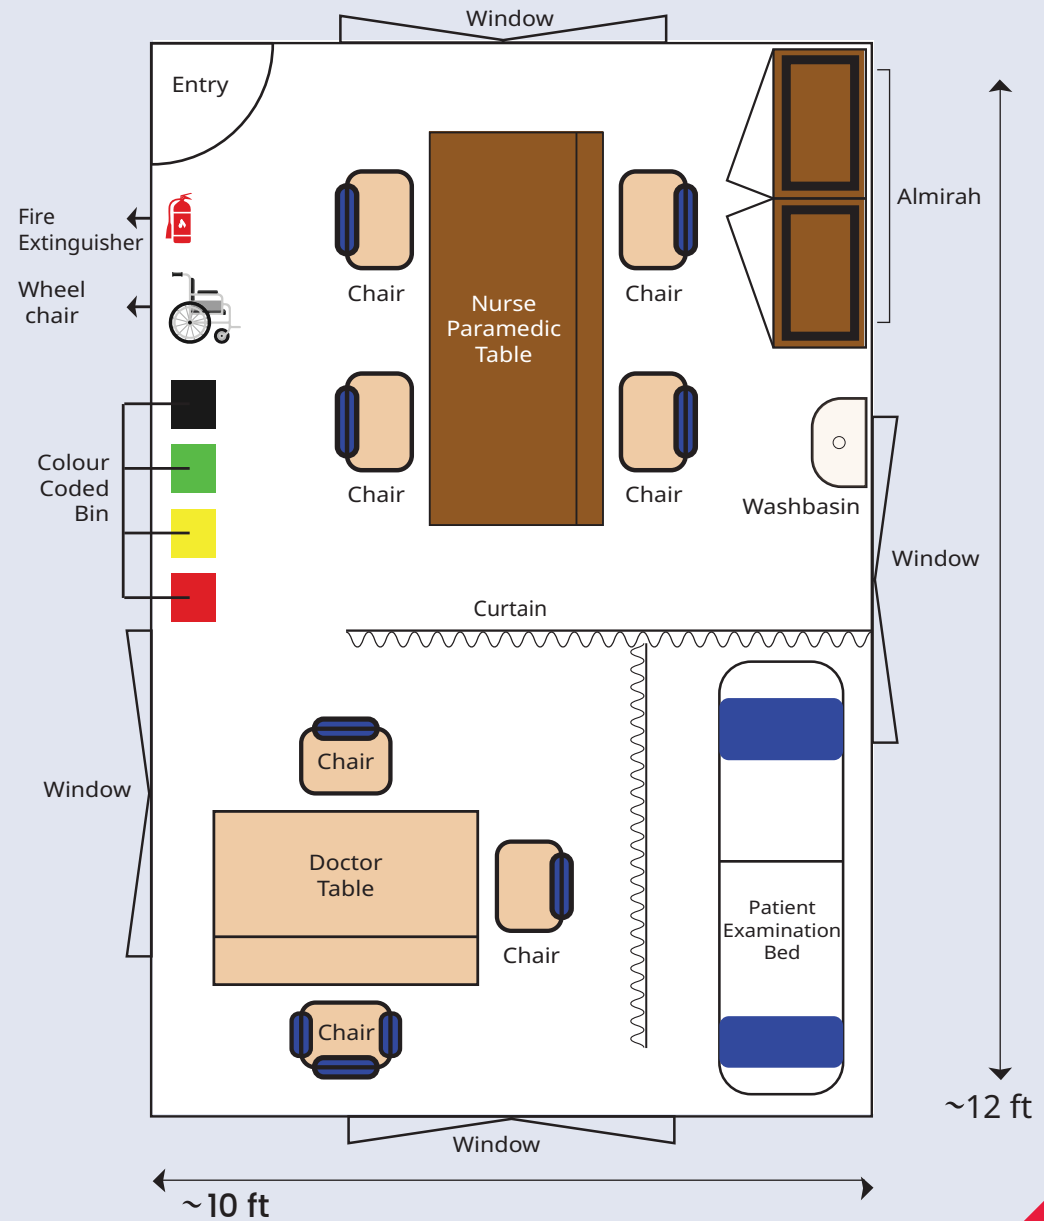 Window
Entry
Almirah
Fire
Extinguisher
Wheel
chair
Chair
Chair
Nurse
Paramedic
Table
Colour
Coded
Bin
Chair
Chair
Washbasin
Window
Curtain
Chair
Window
Doctor
Table
Chair
Patient
Examination
Bed
Chair
Window
~12 ft
~10 ft